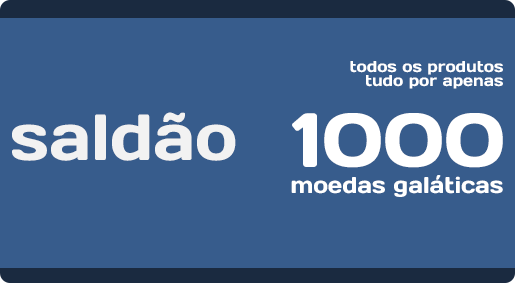 saldão
todos os produtos
tudo por apenas
1000
moedas galáticas